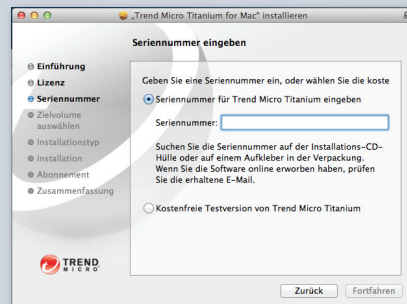 „Trend Micro Titanium for Mac" installieren
Seriennummer eingeben
Einführung
Lizenz
Seriennummer
Zielvolume
auswählen
Installationstyp
Installation
Abonnement
Zusammenfassung
Geben Sie eine Seriennummer ein, oder wählen Sie die koste
Seriennummer für Trend Micro Titanium eingeben
Seriennummer:
Suchen Sie die Seriennummer auf der Installations-CD-
Hülle oder auf einem Aufkleber in der Verpackung.
Wenn Sie die Software online erworben haben, prüfen
Sie die erhaltene E-Mail.
Kostenfreie Testversion von Trend Micro Titanium
TREND
MICRO
Zurück
Fortfahren